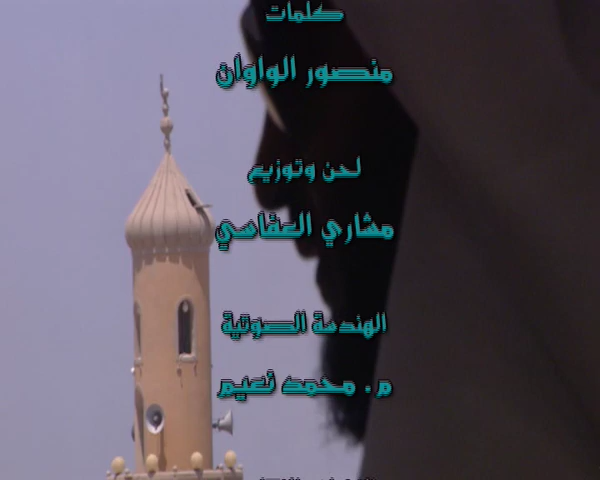 كلمات
منصور الواوان
لحن وتوزيع
مشاري العفاسي
الهندسة الصوتية
م. محمد نعيم